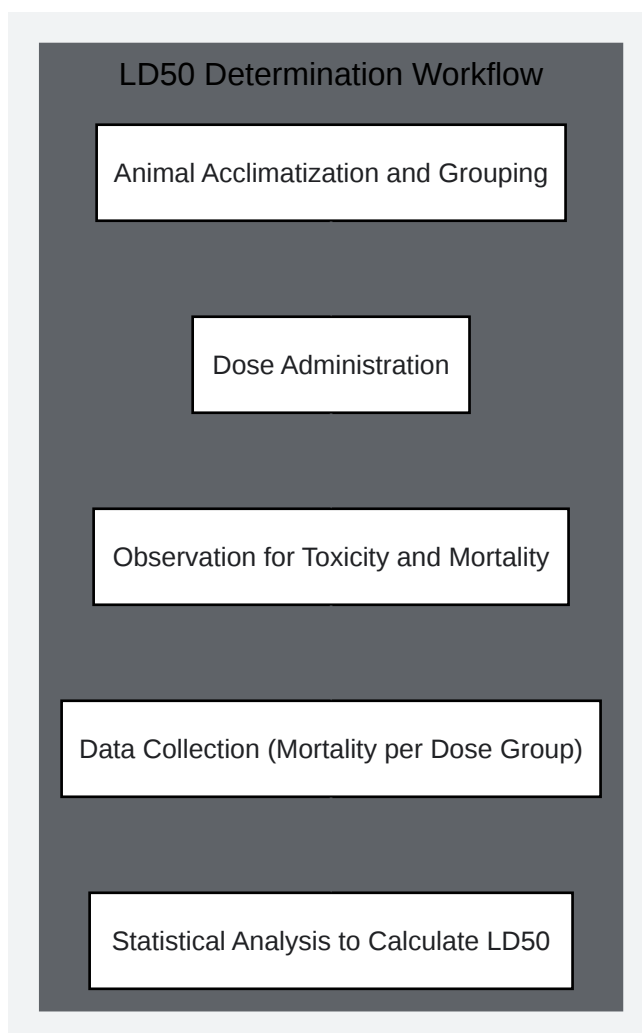 LD50 Determination Workflow
Animal Acclimatization and Grouping
Dose Administration
Observation for Toxicity and Mortality
Data Collection (Mortality per Dose Group)
Statistical Analysis to Calculate LD50